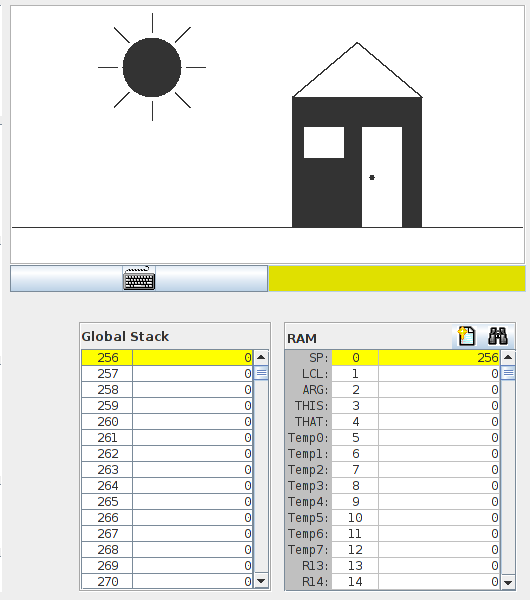 Global Stack
256 0
257 0
258 0
259 0
260 0
261 0
262 0
263 0
264 0
265 0
266 0
267 0
268 0
269 0
270 0
RAM
SP: 0 256
LCL: 1 0
ARG: 2 0
THIS: 3 0
THAT: 4 0
Temp0: 5 0
Temp1: 6 0
Temp2: 7 0
Temp3: 8 0
Temp4: 9 0
Temp5: 10 0
Temp6: 11 0
Temp7: 12 0
R13: 13 0
R14: 14 0